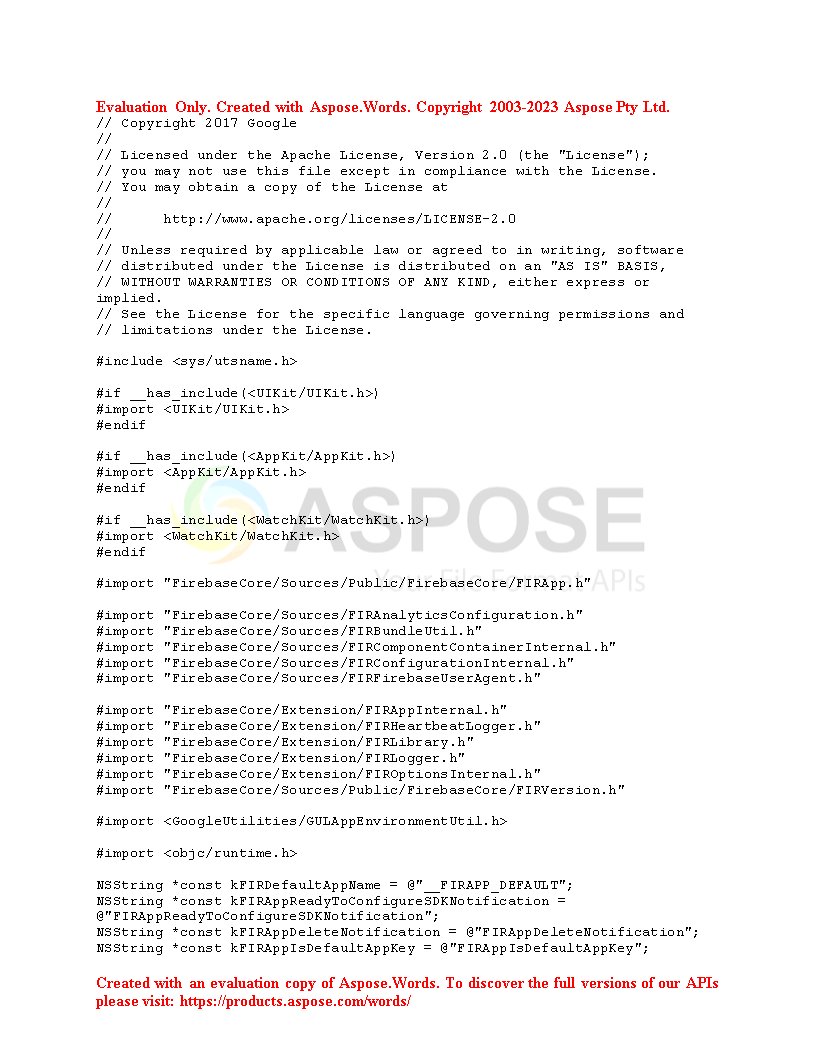 Evaluation Only. Created with Aspose.Words. Copyright 2003-2023 Aspose Pty Ltd.
// Copyright 2017 Google
//
// Licensed under the Apache License, Version 2.0 (the "License");
// you may not use this file except in compliance with the License.
// You may obtain a copy of the License at
//
//      http://www.apache.org/licenses/LICENSE-2.0
//
// Unless required by applicable law or agreed to in writing, software
// distributed under the License is distributed on an "AS IS" BASIS,
// WITHOUT WARRANTIES OR CONDITIONS OF ANY KIND, either express or
implied.
// See the License for the specific language governing permissions and
// limitations under the License.
#include <sys/utsname.h>
#if __has_include(<UIKit/UIKit.h>)
#import <UIKit/UIKit.h>
#endif
#if __has_include(<AppKit/AppKit.h>)
#import <AppKit/AppKit.h>
#endif
ASPOSE
#if __has_include(<WatchKit/WatchKit.h>)
#import <WatchKit/WatchKit.h>
#endif
Your File Format APIs
#import "FirebaseCore/Sources/Public/FirebaseCore/FIRApp.h"
#import "FirebaseCore/Sources/FIRAnalyticsConfiguration.h"
#import "FirebaseCore/Sources/FIRBundleUtil.h"
#import "FirebaseCore/Sources/FIRComponentContainerInternal.h"
#import "FirebaseCore/Sources/FIRConfigurationInternal.h"
#import "FirebaseCore/Sources/FIRFirebaseUserAgent.h"
#import "FirebaseCore/Extension/FIRAppInternal.h"
#import "FirebaseCore/Extension/FIRHeartbeatLogger.h"
#import "FirebaseCore/Extension/FIRLibrary.h"
#import "FirebaseCore/Extension/FIRLogger.h"
#import "FirebaseCore/Extension/FIROptionsInternal.h"
#import "FirebaseCore/Sources/Public/FirebaseCore/FIRVersion.h"
#import <GoogleUtilities/GULAppEnvironmentUtil.h>
#import <objc/runtime.h>
NSString *const kFIRDefaultAppName = @"__FIRAPP_DEFAULT";
NSString *const kFIRAppReadyToConfigureSDKNotification =
@"FIRAppReadyToConfigureSDKNotification";
NSString *const kFIRAppDeleteNotification = @"FIRAppDeleteNotification";
NSString *const kFIRAppIsDefaultAppKey = @"FIRAppIsDefaultAppKey";
Created with an evaluation copy of Aspose.Words. To discover the full versions of our APIs
please visit: https://products.aspose.com/words/